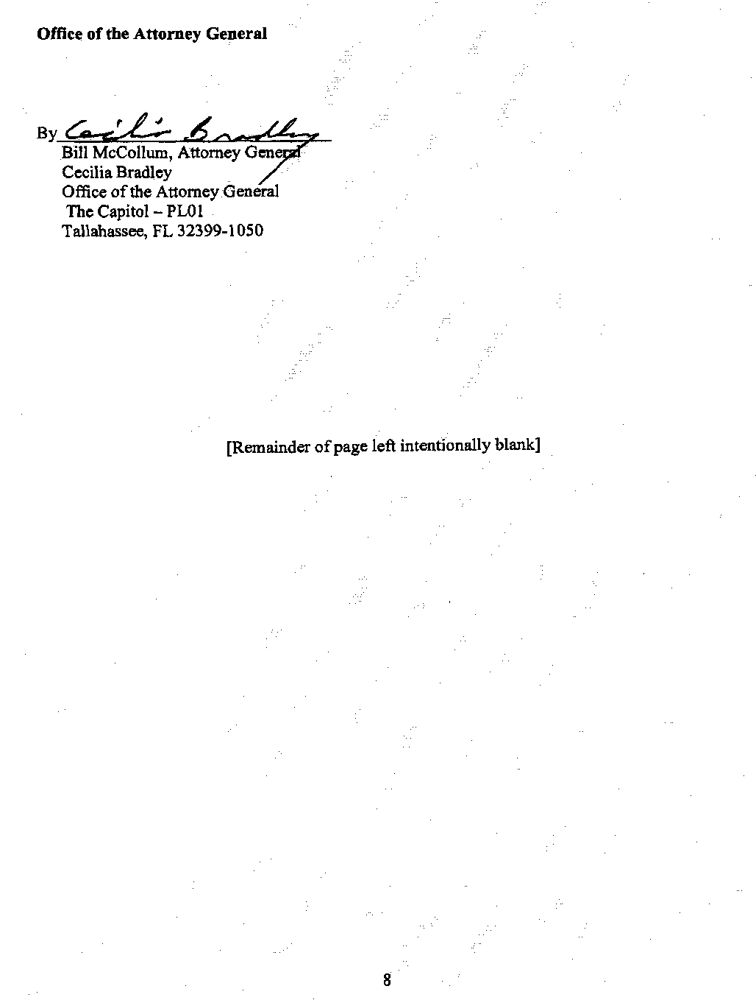 Office of the Attorney General
By Cecilia Bradley
Bill McCollum, Attorney General
Cecilia Bradley
Office of the Attorney General
The Capitol – PL01
Tallahassee, FL 32399-1050
[Remainder of page left intentionally blank]
8